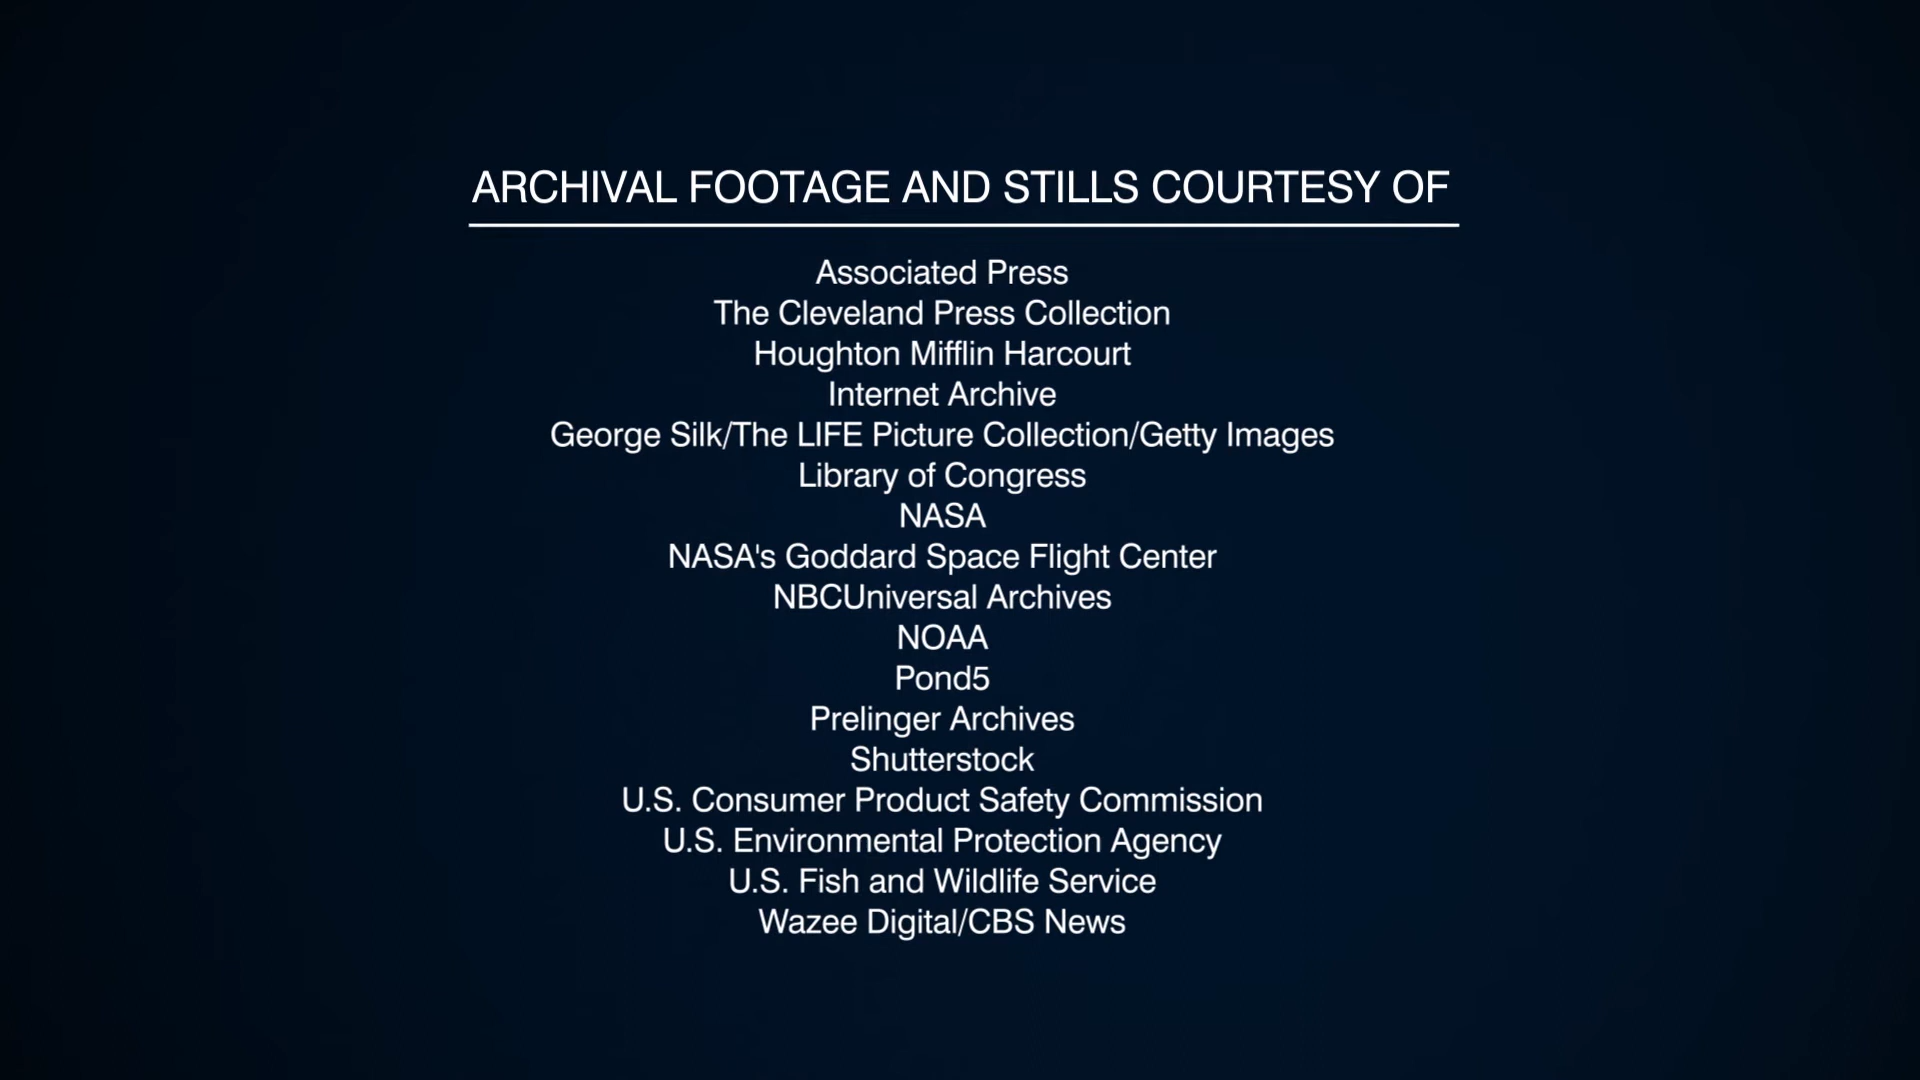 ARCHIVAL FOOTAGE AND STILLS COURTESY OF
Associated Press
The Cleveland Press Collection
Houghton Mifflin Harcourt
Internet Archive
George Silk/The LIFE Picture Collection/Getty Images
Library of Congress
NASA
NASA's Goddard Space Flight Center
NBCUniversal Archives
NOAA
Pond5
Prelinger Archives
Shutterstock
U.S. Consumer Product Safety Commission
U.S. Environmental Protection Agency
U.S. Fish and Wildlife Service
Wazee Digital/CBS News